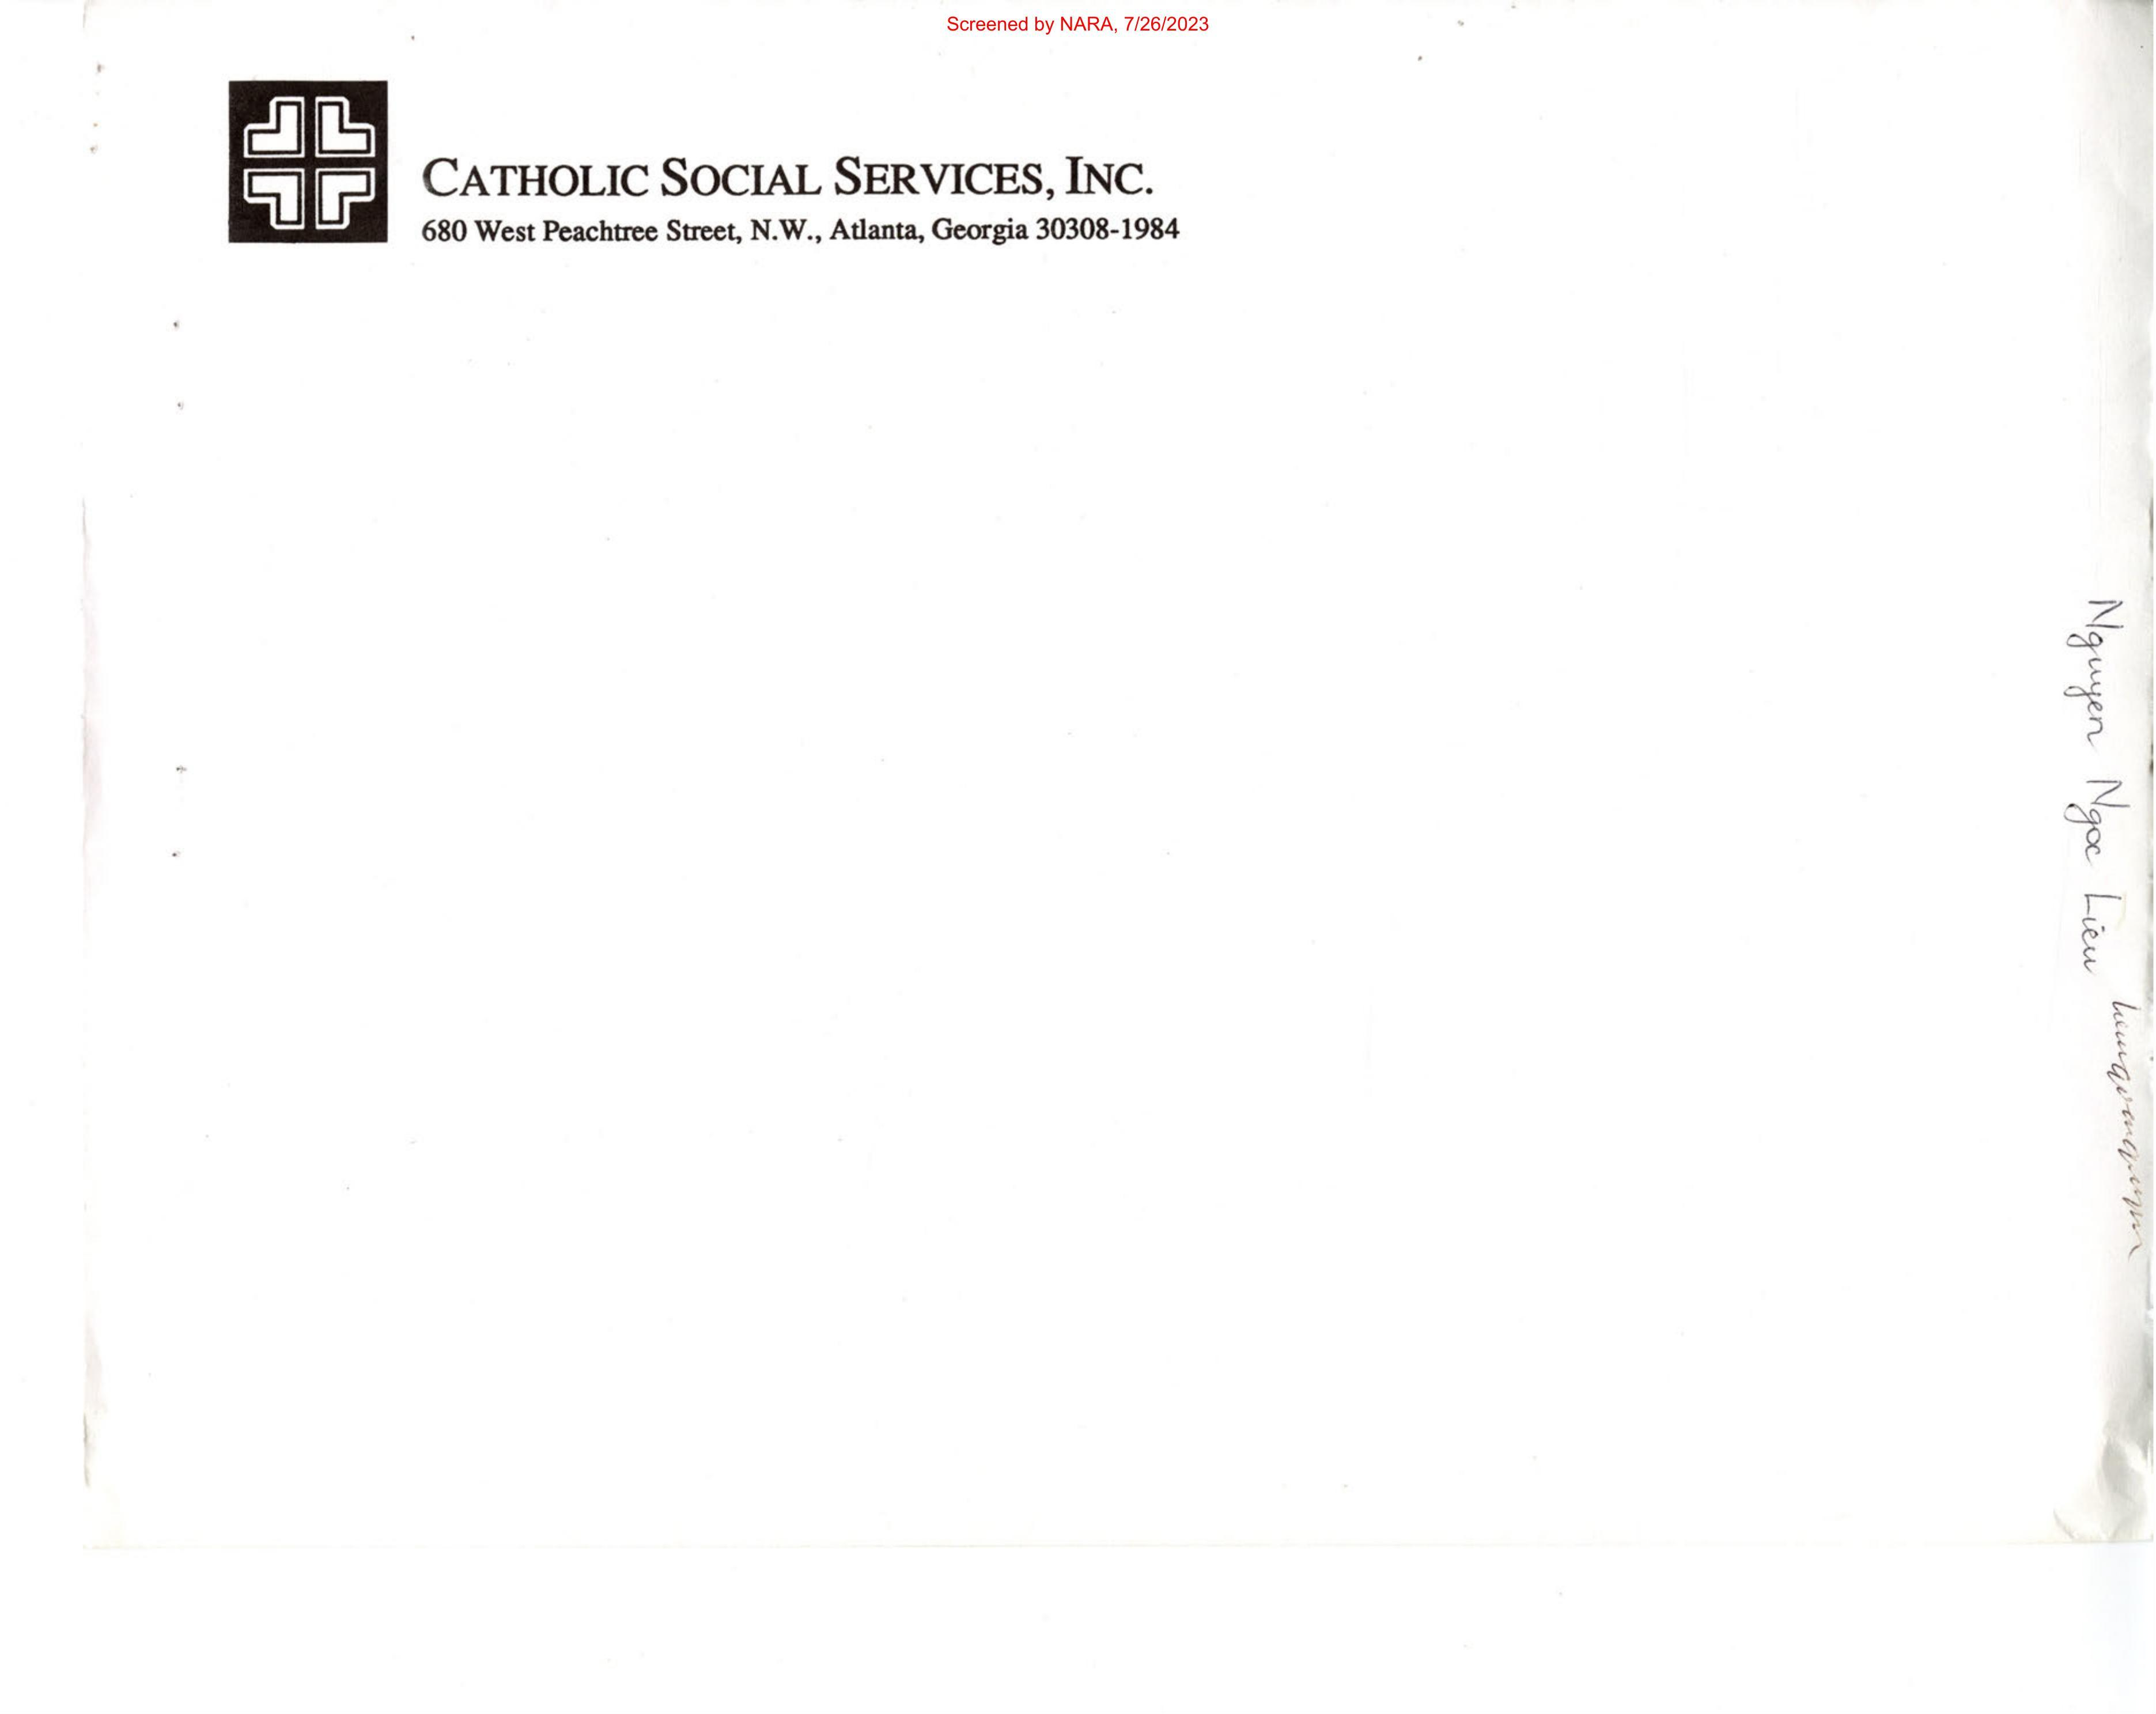 Screened by NARA, 7/26/2023
CATHOLIC SOCIAL SERVICES, INC.
680 West Peachtree Street, N.W., Atlanta, Georgia 30308-1984
Nguyen Ngoc Lieu